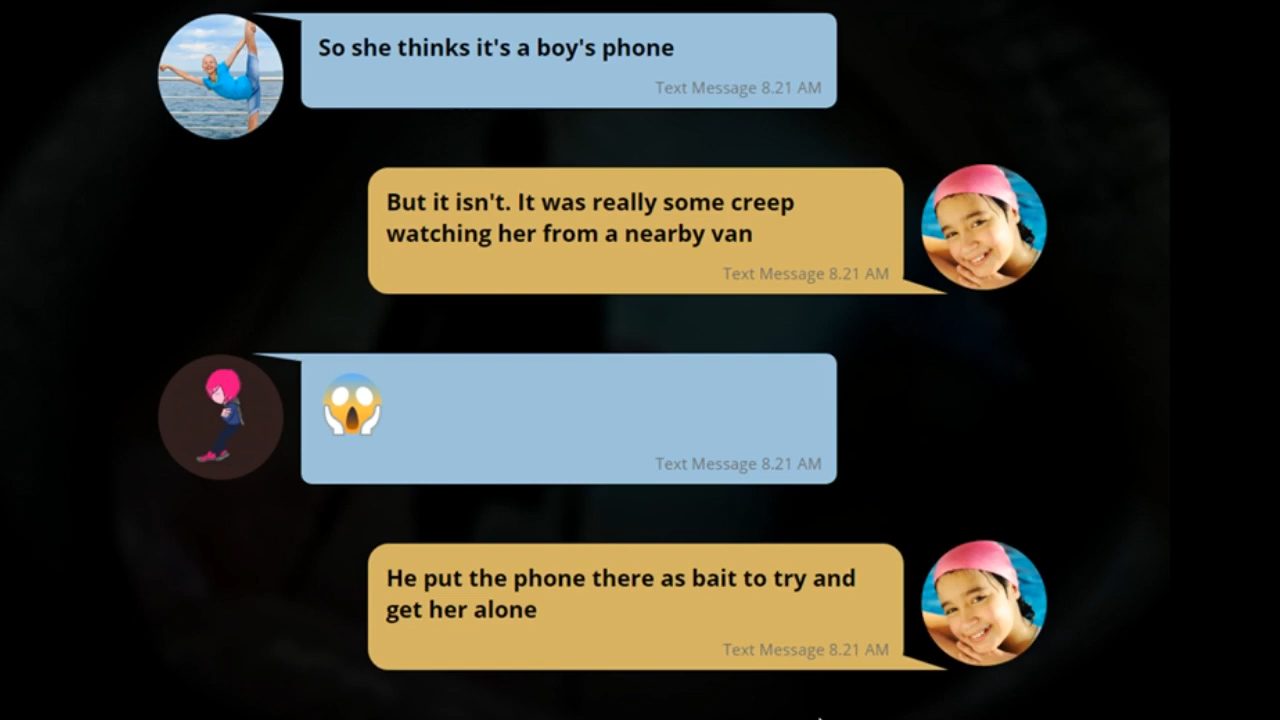 So she thinks it's a boy's phone
Text Message 8.21 AM
But it isn't. It was really some creep
watching her from a nearby van
Text Message 8.21 AM
😱
Text Message 8.21 AM
He put the phone there as bait to try and
get her alone
Text Message 8.21 AM